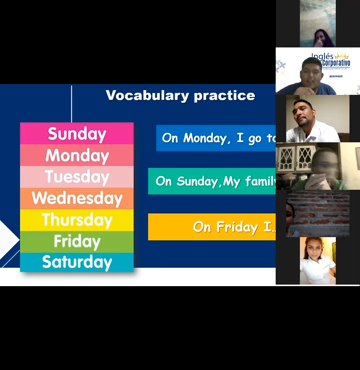 Vocabulary practice
Sunday
Monday
Tuesday
Wednesday
Thursday
Friday
Saturday
On Monday, I go to
On Sunday,My family
On Friday I..
Inglés
Corporativo